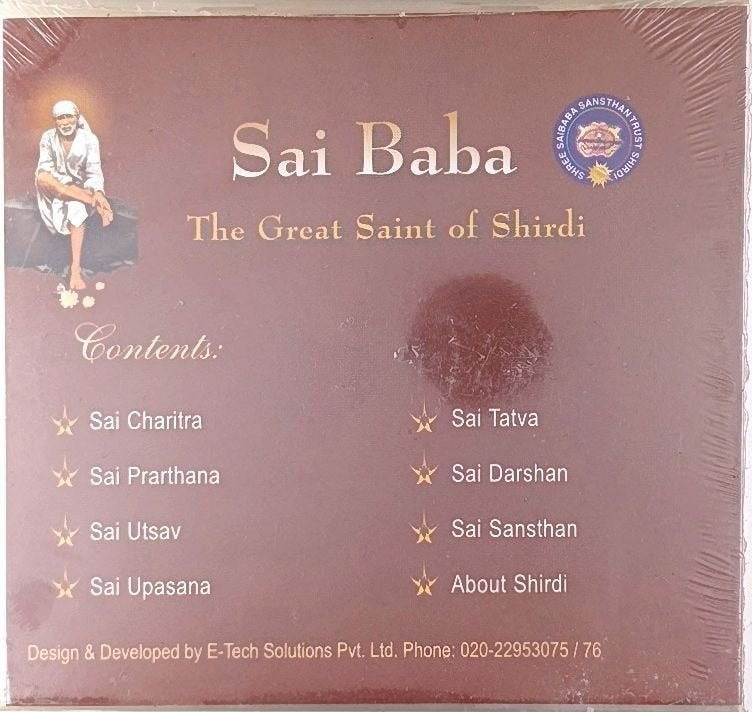 Sai Baba
SHREE SAIBABA SANSTHAN TRUST SHIRDI
The Great Saint of Shirdi
Contents:
Sai Charitra
Sai Tatva
Sai Prarthana
Sai Darshan
Sai Utsav
Sai Sansthan
Sai Upasana
About Shirdi
Design & Developed by E-Tech Solutions Pvt. Ltd. Phone: 020-22953075 / 76